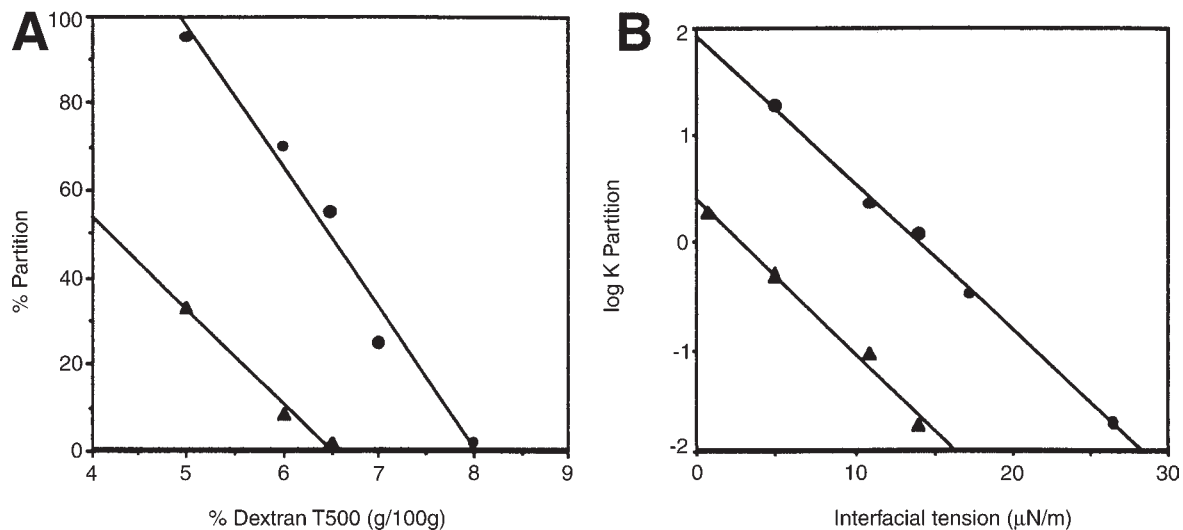 A
100
80
60
40
20
0
4 5 6 7 8 9
% Partition
% Dextran T500 (g/100g)
B
2
1
0
-1
-2
0 10 20 30
log K Partition
Interfacial tension (μN/m)